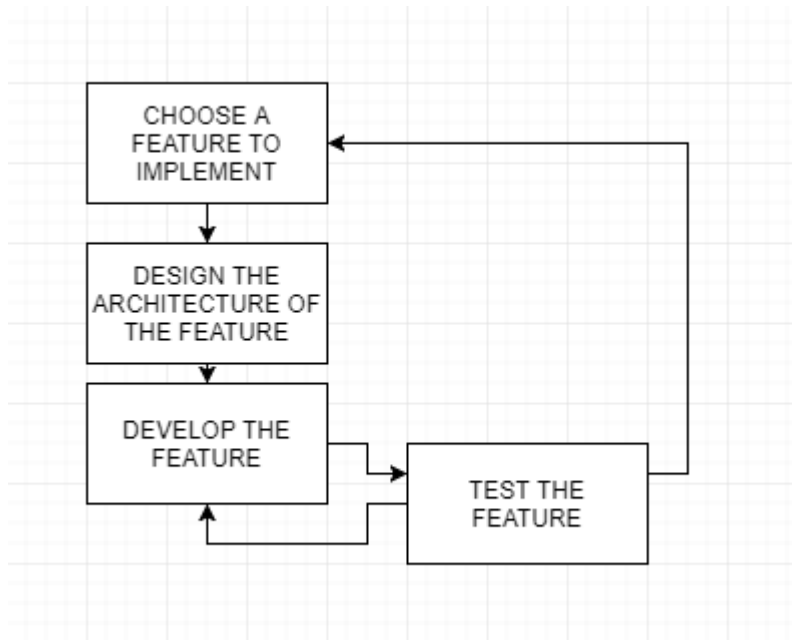 CHOOSE A
FEATURE TO
IMPLEMENT
DESIGN THE
ARCHITECTURE OF
THE FEATURE
DEVELOP THE
FEATURE
TEST THE
FEATURE